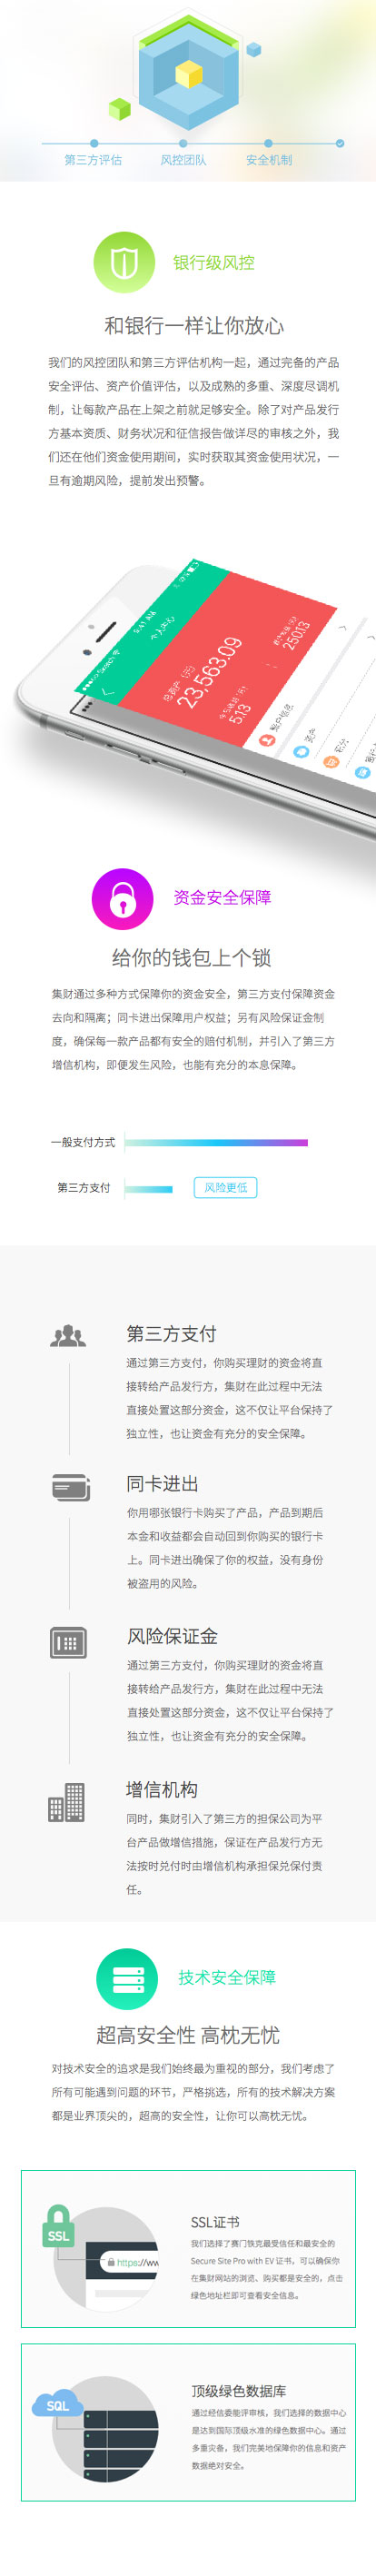 第三方评估 风控团队 安全机制
银行级风控
和银行一样让你放心
我们的风控团队和第三方评估机构一起，通过完备的产品
安全评估、资产价值评估，以及成熟的多重、深度尽调机
制，让每款产品在上架之前就足够安全。除了对产品发行
方基本资质、财务状况和征信报告做详尽的审核之外，我
们还在他们资金使用期间，实时获取其资金使用状况，一
旦有逾期风险，提前发出预警。
9:41 AM
个人中心
总资产
23,563.09
5.13
250.13
账户信息
资产
积分
资金安全保障
给你的钱包上个锁
集财通过多种方式保障你的资金安全，第三方支付保障资金
去向和隔离；同卡进出保障用户权益；另有风险保证金制
度，确保每一款产品都有安全的赔付机制，并引入了第三方
增信机构，即便发生风险，也能有充分的本息保障。
一般支付方式
第三方支付 风险更低
第三方支付
通过第三方支付，你购买理财的资金将直
接转给产品发行方，集财在此过程中无法
直接处置这部分资金，这不仅让平台保持了
独立性，也让资金有充分的安全保障。
同卡进出
你用哪张银行卡购买了产品，产品到期后
本金和收益都会自动回到你购买的银行卡
上。同卡进出确保了你的权益，没有身份
被盗用的风险。
风险保证金
通过第三方支付，你购买理财的资金将直
接转给产品发行方，集财在此过程中无法
直接处置这部分资金，这不仅让平台保持了
独立性，也让资金有充分的安全保障。
增信机构
同时，集财引入了第三方的担保公司为平
台产品做增信措施，保证在产品发行方无
法按时兑付时由增信机构承担保兑保付责
任。
技术安全保障
超高安全性 高枕无忧
对技术安全的追求是我们始终最为重视的部分，我们考虑了
所有可能遇到问题的环节，严格挑选，所有的技术解决方案
都是业界顶尖的，超高的安全性，让你可以高枕无忧。
SSL
https://ww
SSL证书
我们选择了赛门铁克最受信任和最安全的
Secure Site Pro with EV 证书，可以确保你
在集财网站的浏览、购买都是安全的，点击
绿色地址栏即可查看安全信息。
SQL
顶级绿色数据库
通过经信委能评审核，我们选择的数据中心
是达到国际顶级水准的绿色数据中心。通过
多重灾备，我们完美地保障你的信息和资产
数据绝对安全。